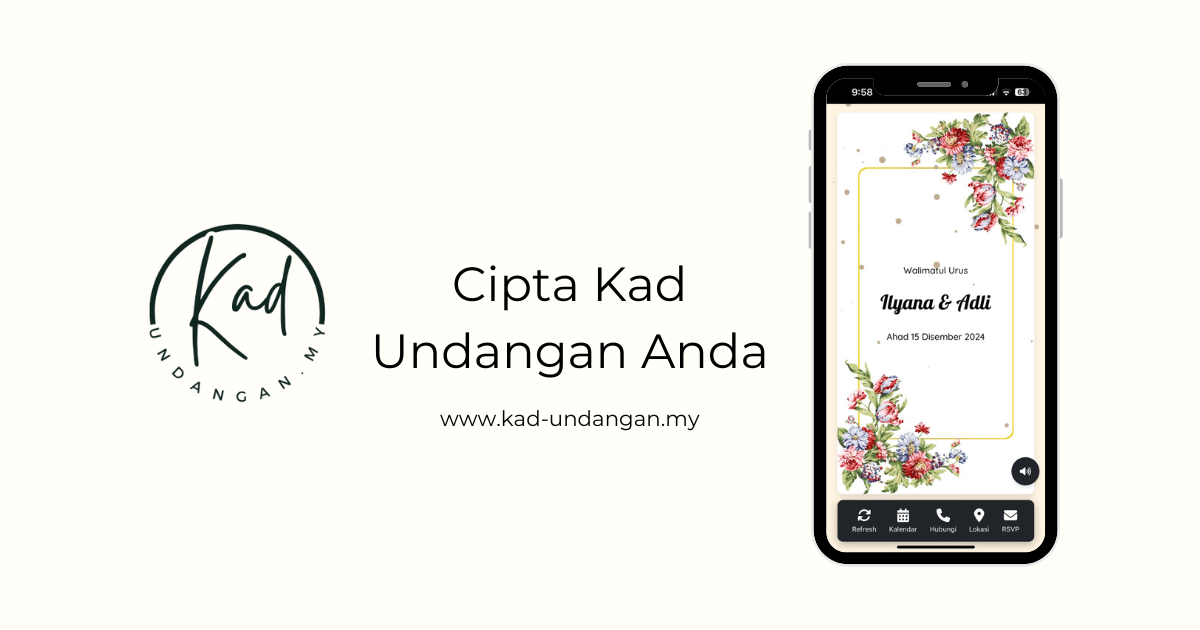 Kad
UNDANGAN.MY
Cipta Kad
Undangan Anda
www.kad-undangan.my
9:58
63
Walimatul Urus
Ilyana & Adli
Ahad 15 Disember 2024
Refresh
Kalendar
Hubungi
Lokasi
RSVP